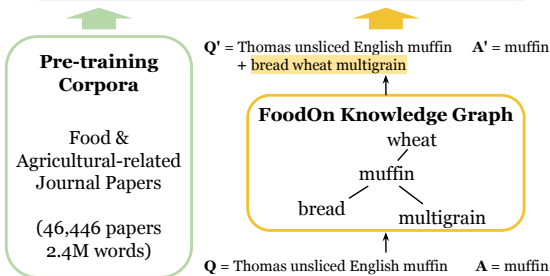 Pre-training
Corpora
Food &
Agricultural-related
Journal Papers
(46,446 papers
2.4M words)
Q' = Thomas unsliced English muffin A' = muffin
+ bread wheat multigrain
FoodOn Knowledge Graph
wheat
muffin
bread
multigrain
Q = Thomas unsliced English muffin A = muffin